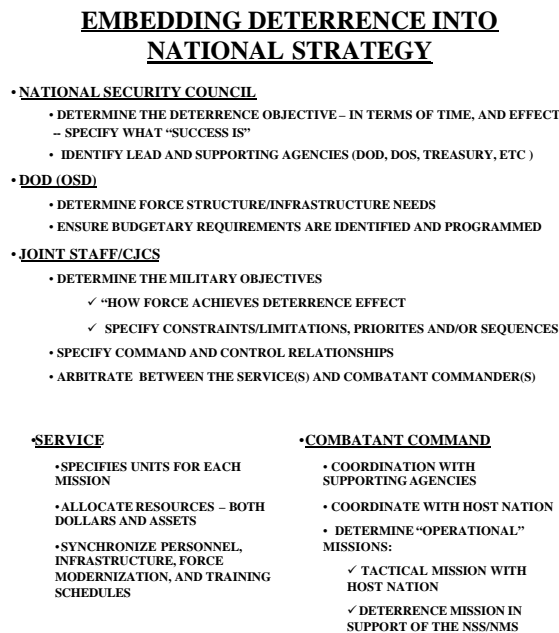 EMBEDDING DETERRENCE INTO
NATIONAL STRATEGY
• NATIONAL SECURITY COUNCIL
• DETERMINE THE DETERRENCE OBJECTIVE – IN TERMS OF TIME, AND EFFECT
-- SPECIFY WHAT “SUCCESS IS”
• IDENTIFY LEAD AND SUPPORTING AGENCIES (DOD, DOS, TREASURY, ETC )
• DOD (OSD)
• DETERMINE FORCE STRUCTURE/INFRASTRUCTURE NEEDS
• ENSURE BUDGETARY REQUIREMENTS ARE IDENTIFIED AND PROGRAMMED
• JOINT STAFF/CJCS
• DETERMINE THE MILITARY OBJECTIVES
✓ “HOW FORCE ACHIEVES DETERRENCE EFFECT
✓ SPECIFY CONSTRAINTS/LIMITATIONS, PRIORITES AND/OR SEQUENCES
• SPECIFY COMMAND AND CONTROL RELATIONSHIPS
• ARBITRATE BETWEEN THE SERVICE(S) AND COMBATANT COMMANDER(S)
•SERVICE
•SPECIFIES UNITS FOR EACH
MISSION
•ALLOCATE RESOURCES – BOTH
DOLLARS AND ASSETS
•SYNCHRONIZE PERSONNEL,
INFRASTRUCTURE, FORCE
MODERNIZATION, AND TRAINING
SCHEDULES
•COMBATANT COMMAND
• COORDINATION WITH
SUPPORTING AGENCIES
• COORDINATE WITH HOST NATION
• DETERMINE “OPERATIONAL”
MISSIONS:
✓ TACTICAL MISSION WITH
HOST NATION
✓ DETERRENCE MISSION IN
SUPPORT OF THE NSS/NMS